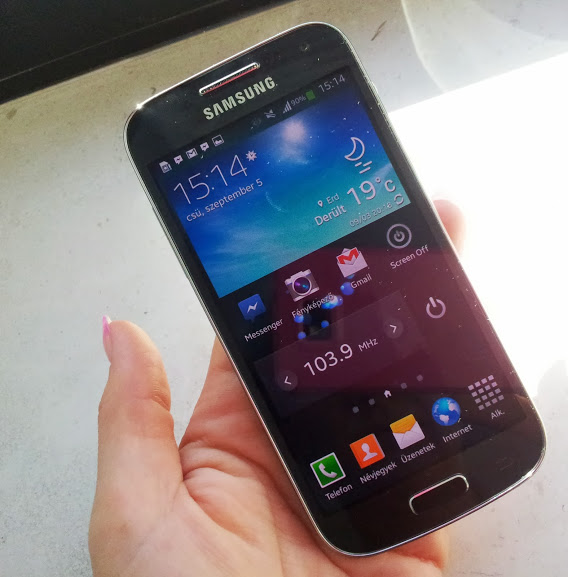 SAMSUNG
90% 15:14
15:14
csü, szeptember 5
Érd
Derült 19°C
Messenger
Fényképező
Gmail
Screen Off
103.9 MHz
Telefon
Névjegyek
Üzenetek
Internet
Alk.